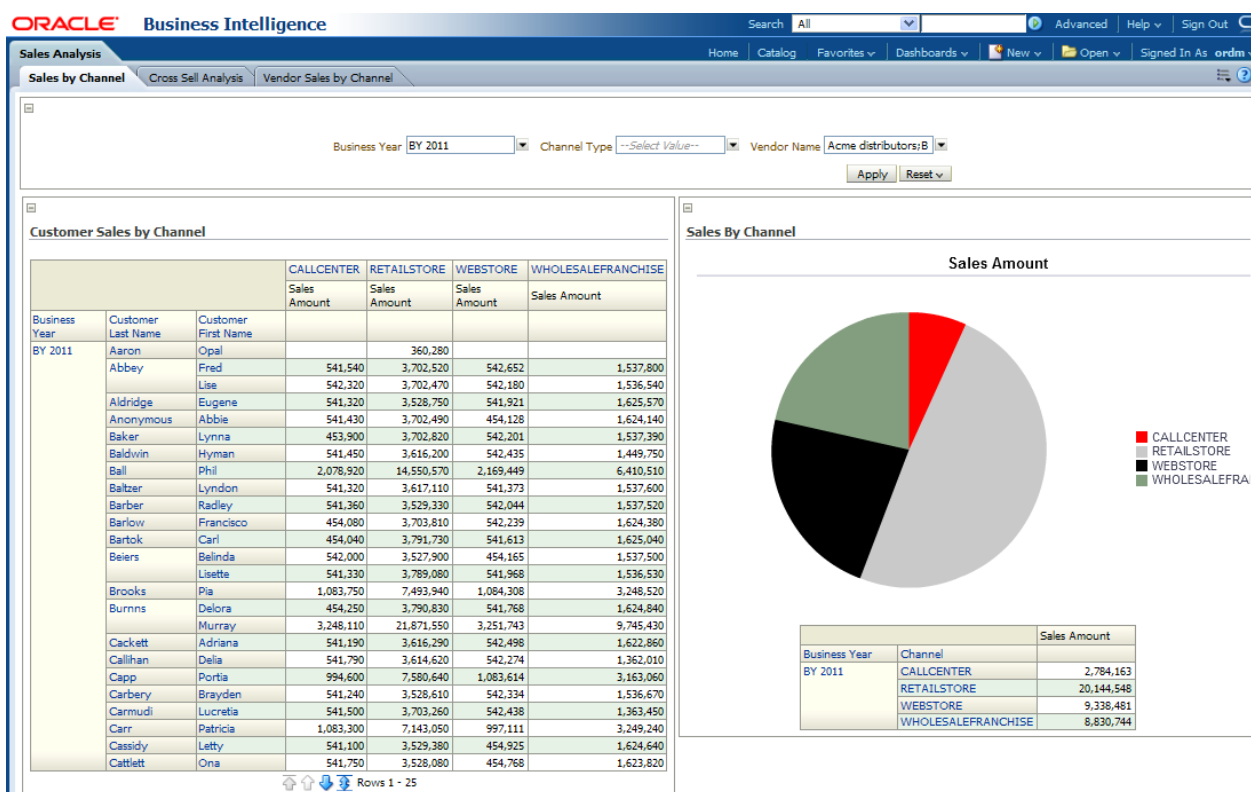 ORACLE Business Intelligence
Search All Advanced Help Sign Out
Sales Analysis
Home Catalog Favorites Dashboards New Open Signed In As ordm
Sales by Channel Cross Sell Analysis Vendor Sales by Channel
Business Year BY 2011 Channel Type --Select Value-- Vendor Name Acme distributors;B
Apply Reset
Customer Sales by Channel
CALLCENTER RETAILSTORE WEBSTORE WHOLESALEFRANCHISE
Sales Amount Sales Amount Sales Amount Sales Amount
Business Year Customer Last Name Customer First Name
BY 2011 Aaron Opal 360,280
Abbey Fred 541,540 3,702,520 542,652 1,537,800
Lise 542,320 3,702,470 542,180 1,536,540
Aldridge Eugene 541,320 3,528,750 541,921 1,625,570
Anonymous Abbie 541,430 3,702,490 454,128 1,624,140
Baker Lynna 453,900 3,702,820 542,201 1,537,390
Baldwin Hyman 541,450 3,616,200 542,435 1,449,750
Ball Phil 2,078,920 14,550,570 2,169,449 6,410,510
Baltzer Lyndon 541,320 3,617,110 541,373 1,537,600
Barber Radley 541,360 3,529,330 542,044 1,537,520
Barlow Francisco 454,080 3,703,810 542,239 1,624,380
Bartok Carl 454,040 3,791,730 541,613 1,625,040
Beiers Belinda 542,000 3,527,900 454,165 1,537,500
Lisette 541,330 3,789,080 541,968 1,536,530
Brooks Pia 1,083,750 7,493,940 1,084,308 3,248,520
Burnns Delora 454,250 3,790,830 541,768 1,624,840
Murray 3,248,110 21,871,550 3,251,743 9,745,430
Cackett Adriana 541,190 3,616,290 542,498 1,622,860
Callihan Delia 541,790 3,614,620 542,274 1,362,010
Capp Portia 994,600 7,580,640 1,083,614 3,163,060
Carbery Brayden 541,240 3,528,610 542,334 1,536,670
Carmudi Lucretia 541,500 3,703,260 542,438 1,363,450
Carr Patricia 1,083,300 7,143,050 997,111 3,249,240
Cassidy Letty 541,100 3,529,380 454,925 1,624,640
Cattlett Ona 541,750 3,528,080 454,768 1,623,820
Rows 1 - 25
Sales By Channel
Sales Amount
CALLCENTER
RETAILSTORE
WEBSTORE
WHOLESALEFRA
Sales Amount
Business Year Channel
BY 2011 CALLCENTER 2,784,163
RETAILSTORE 20,144,548
WEBSTORE 9,338,481
WHOLESALEFRANCHISE 8,830,744